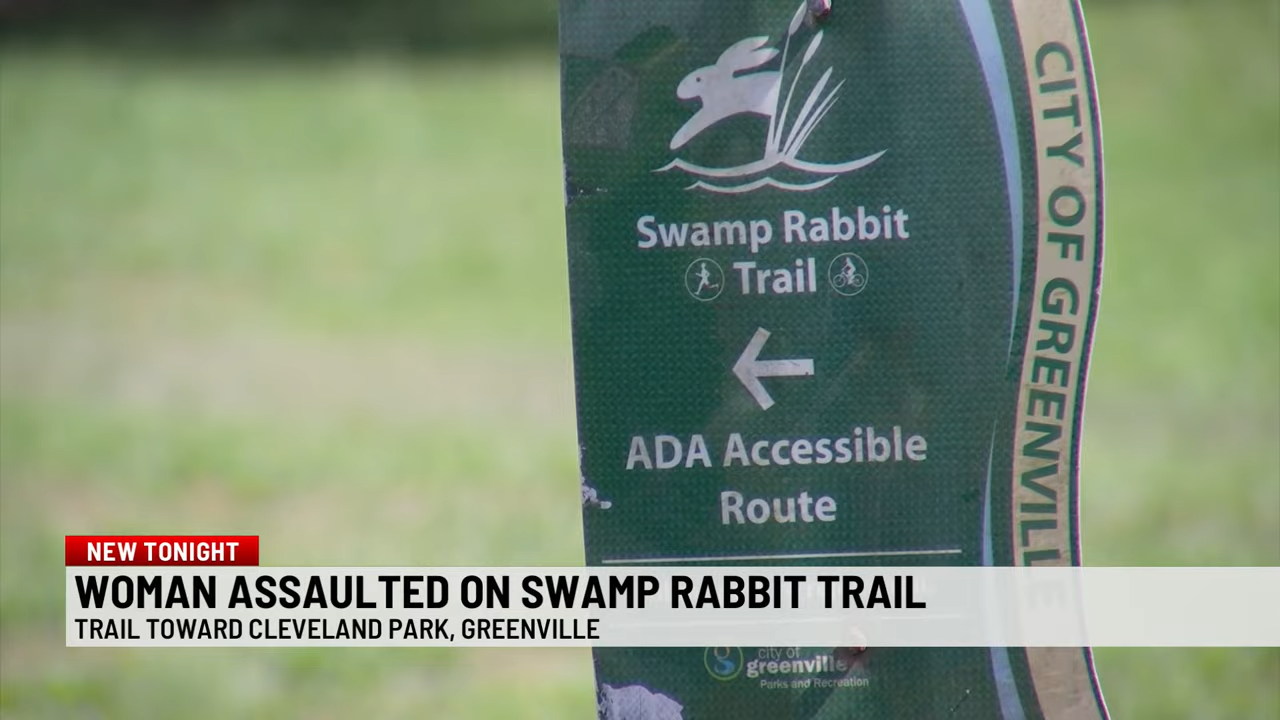 Swamp Rabbit
Trail
ADA Accessible
Route
CITY OF GREENVILLE
NEW TONIGHT
WOMAN ASSAULTED ON SWAMP RABBIT TRAIL
TRAIL TOWARD CLEVELAND PARK, GREENVILLE
city of
greenville
Parks and Recreation